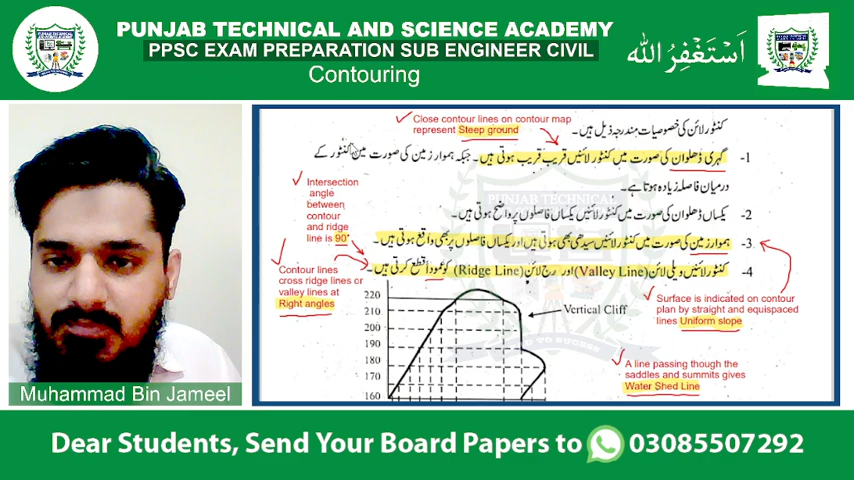 PUNJAB TECHNICAL AND SCIENCE ACADEMY
PPSC EXAM PREPARATION SUB ENGINEER CIVIL
Contouring
اَسْتَغْفِرُ اللّٰه
Close contour lines on contour map
represent Steep ground
کنٹور لائن کی خصوصیات مندرجہ ذیل ہیں۔
1- گہری ڈھلوان کی صورت میں کنٹور لائنیں قریب قریب ہوتی ہیں۔ جبکہ ہموار زمین کی صورت میں کنٹور کے
درمیان فاصلہ زیادہ ہوتا ہے۔
2- یکساں ڈھلوان کی صورت میں کنٹور لائنیں یکساں فاصلوں پر واضح ہوتی ہیں۔
3- ہموار زمین کی صورت میں کنٹور لائنیں سیدھی بھی ہوتی ہیں اور یکساں فاصلوں پر بھی واقع ہوتی ہیں۔
4- کنٹور لائنیں ویلی لائن (Valley Line) اور رج لائن (Ridge Line) کو عموداً قطع کرتی ہیں۔
Intersection
angle
between
contour
and ridge
line is 90°
Contour lines
cross ridge lines or
valley lines at
Right angles
220
210
200
190
180
170
160
Vertical Cliff
Surface is indicated on contour
plan by straight and equispaced
lines Uniform slope
A line passing though the
saddles and summits gives
Water Shed Line
PUNJAB TECHNICAL
Muhammad Bin Jameel
Dear Students, Send Your Board Papers to 03085507292